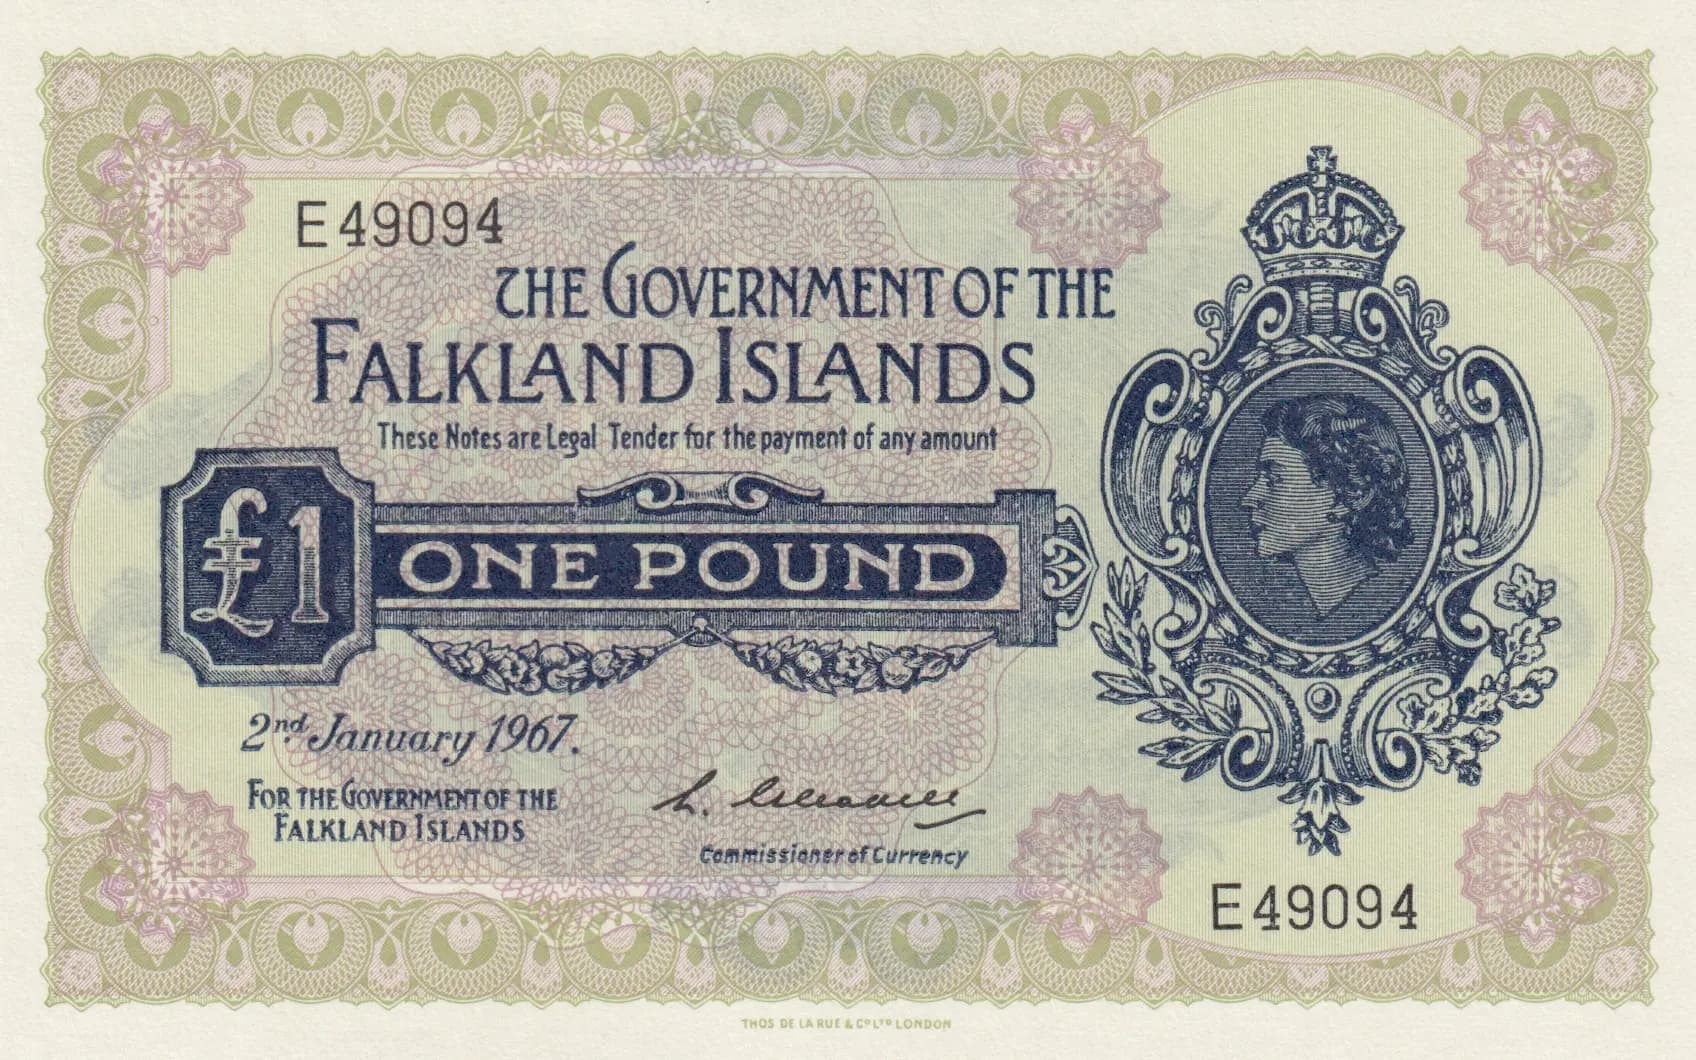 E49094
THE GOVERNMENT OF THE
FALKLAND ISLANDS
These Notes are Legal Tender for the payment of any amount
£1
ONE POUND
2nd January 1967.
FOR THE GOVERNMENT OF THE
FALKLAND ISLANDS
Commissioner of Currency
E49094
THOS DE LA RUE & Cº Lᵀᴰ LONDON